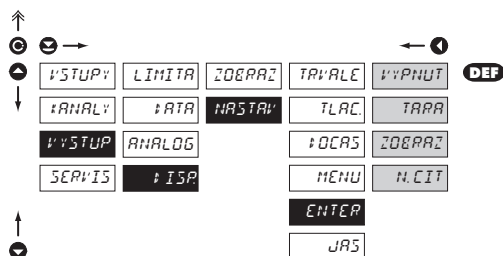 VSTUPY LIMITA ZOBRAZ TRVALE VYPNUT DEF
KANALY DATA NASTAV TLAC. TARA
VYSTUP ANALOG DOCAS ZOBRAZ
SERVIS DISP. MENU N.CIT
ENTER
JAS